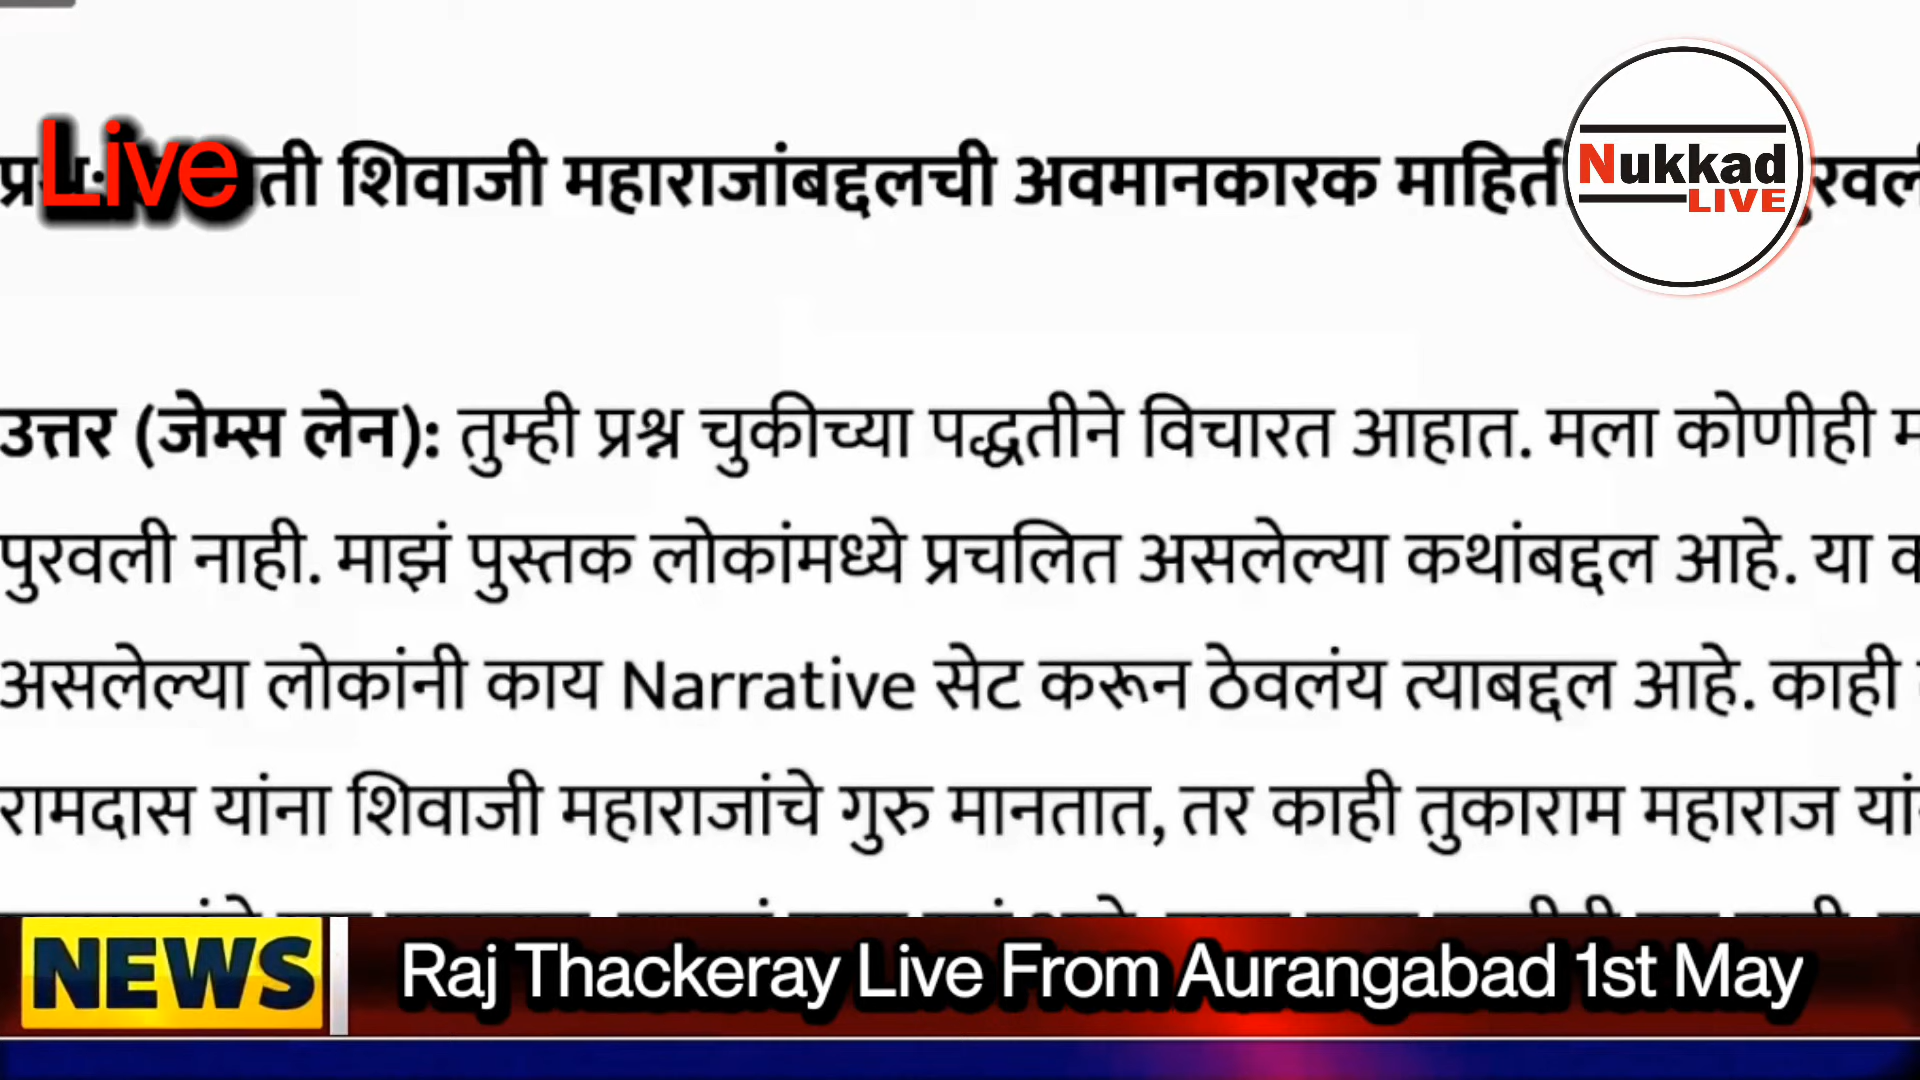 Live
ती शिवाजी महाराजांबद्दलची अवमानकारक
Nukkad
LIVE
उत्तर (जेम्स लेन): तुम्ही प्रश्न चुकीच्या पद्धतीने विचारत आहात. मला कोणीही
पुरवली नाही. माझं पुस्तक लोकांमध्ये प्रचलित असलेल्या कथांबद्दल आहे. या
असलेल्या लोकांनी काय Narrative सेट करून ठेवलंय त्याबद्दल आहे. काही
रामदास यांना शिवाजी महाराजांचे गुरु मानतात, तर काही तुकाराम महाराज
NEWS
Raj Thackeray Live From Aurangabad 1st May